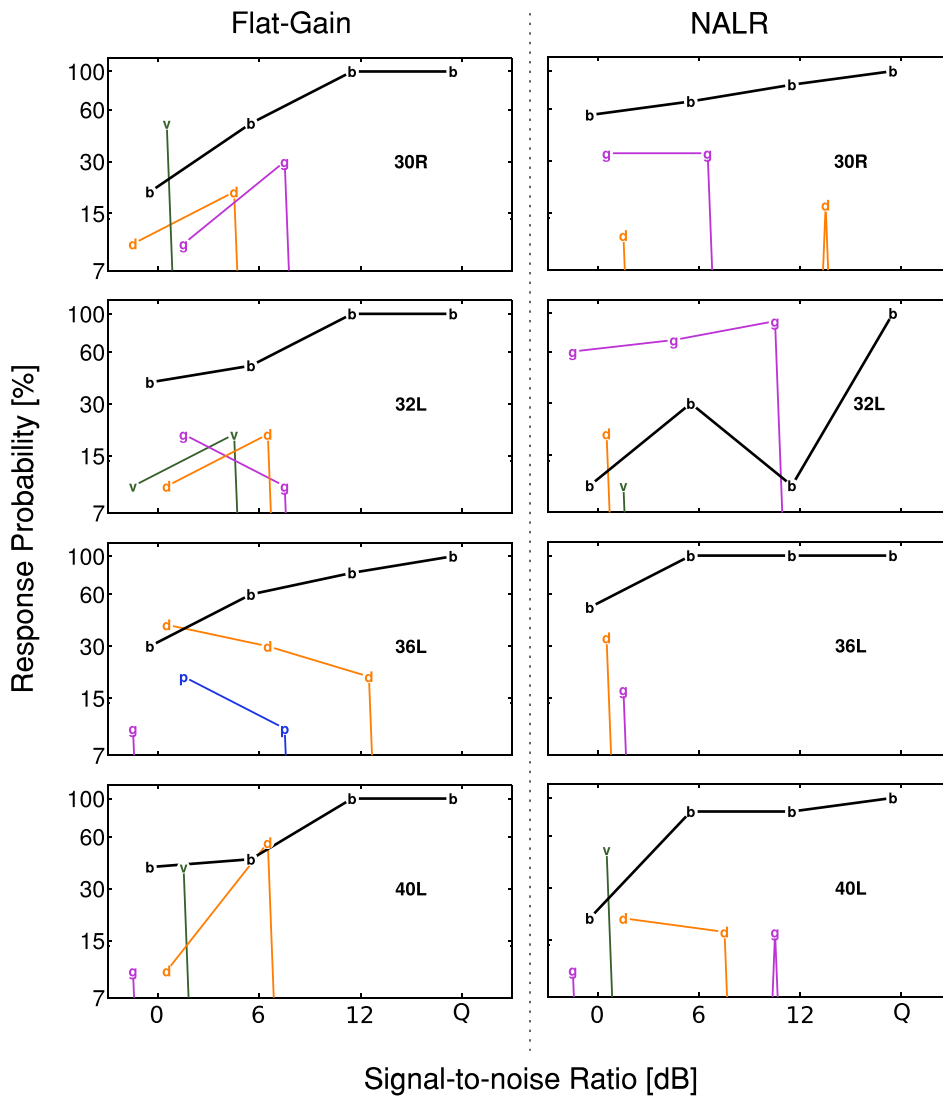 Flat-Gain NALR
100 b b b b
60 v b b b
30 g 30R g g 30R
b d d
15 d g d
7
100 b b b
60 b b g g g
30 32L b 32L
g v d d
15 v d g b v b
7
100 b b b b
60 b b b
30 b d d 36L d 36L
p d
15 g p g
7
100 b b b b b
60 d v
30 b v b 40L 40L
b d d g
15 g d g
7
0 6 12 Q 0 6 12 Q
Response Probability [%]
Signal-to-noise Ratio [dB]